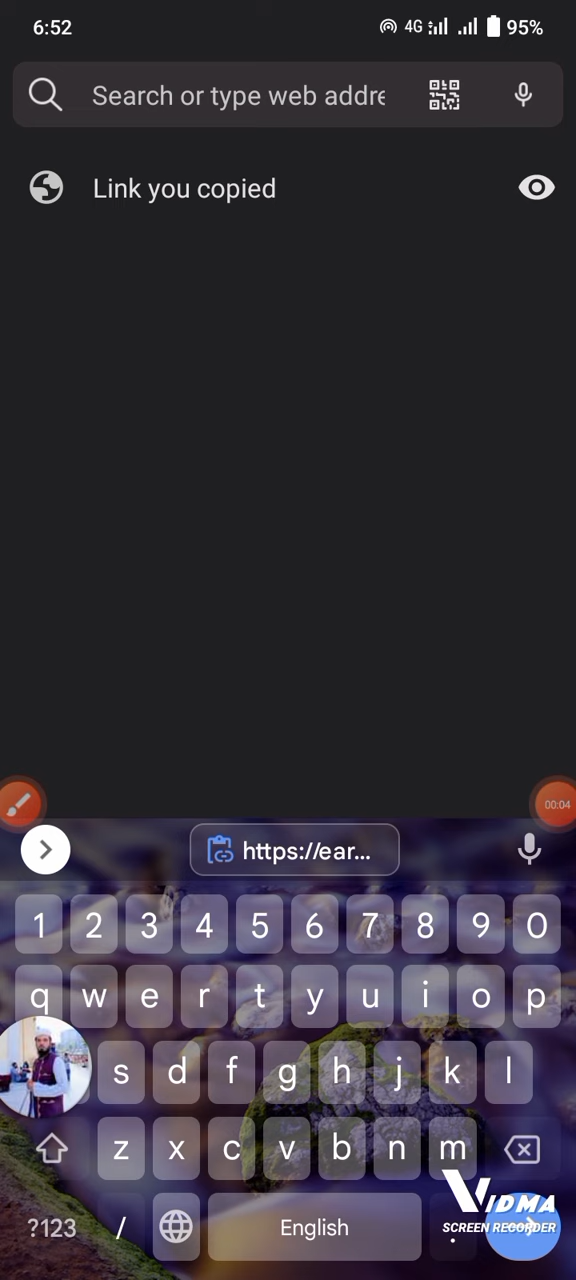 6:52 4G 95%
Search or type web addre
Link you copied
00:04
https://ear...
1 2 3 4 5 6 7 8 9 0
q w e r t y u i o p
s d f g h j k l
z x c v b n m
?123 / English .
VIDMA
SCREEN RECORDER